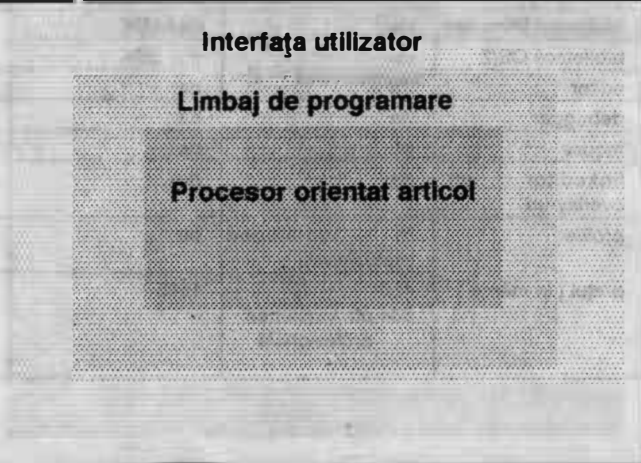 Interfaţa utilizator
Limbaj de programare
Procesor orientat articol